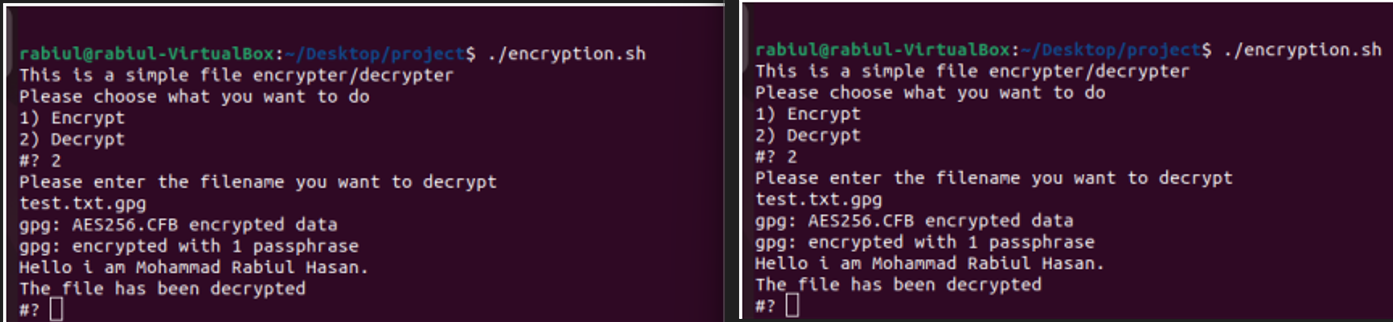 rabiul@rabiul-VirtualBox:~/Desktop/project$ ./encryption.sh
This is a simple file encrypter/decrypter
Please choose what you want to do
1) Encrypt
2) Decrypt
#? 2
Please enter the filename you want to decrypt
test.txt.gpg
gpg: AES256.CFB encrypted data
gpg: encrypted with 1 passphrase
Hello i am Mohammad Rabiul Hasan.
The file has been decrypted
#?
rabiul@rabiul-VirtualBox:~/Desktop/project$ ./encryption.sh
This is a simple file encrypter/decrypter
Please choose what you want to do
1) Encrypt
2) Decrypt
#? 2
Please enter the filename you want to decrypt
test.txt.gpg
gpg: AES256.CFB encrypted data
gpg: encrypted with 1 passphrase
Hello i am Mohammad Rabiul Hasan.
The file has been decrypted
#?